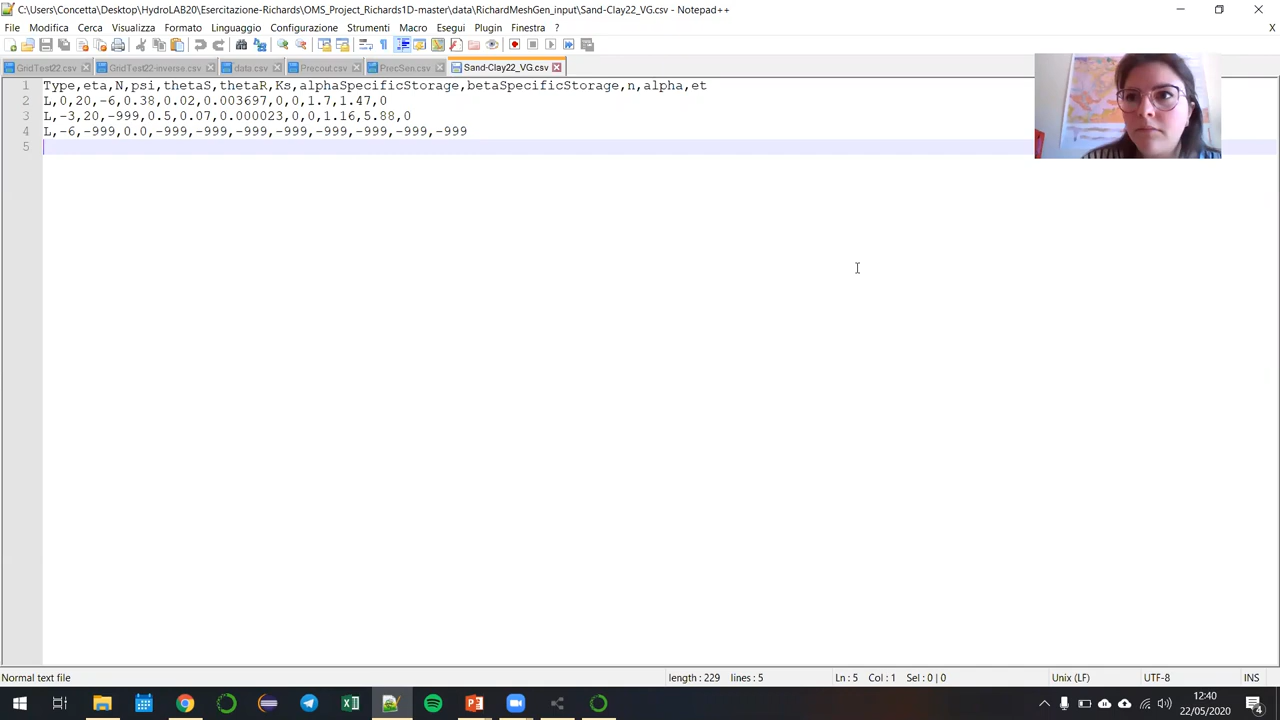 C:\Users\Concetta\Desktop\HydroLAB20\Esercitazione-Richards\OMS_Project_Richards1D-master\data\RichardMeshGen_input\Sand-Clay22_VG.csv - Notepad++
File Modifica Cerca Visualizza Formato Linguaggio Configurazione Strumenti Macro Esegui Plugin Finestra ? X
GridTest22.csv GridTest22-inverse.csv data.csv Precout.csv PrecSen.csv Sand-Clay22_VG.csv
1 Type,eta,N,psi,thetaS,thetaR,Ks,alphaSpecificStorage,betaSpecificStorage,n,alpha,et
2 L,0,20,-6,0.38,0.02,0.003697,0,0,1.7,1.47,0
3 L,-3,20,-999,0.5,0.07,0.000023,0,0,1.16,5.88,0
4 L,-6,-999,0.0,-999,-999,-999,-999,-999,-999,-999,-999
5
Normal text file length : 229 lines : 5 Ln : 5 Col : 1 Sel : 0 | 0 Unix (LF) UTF-8 INS
12:40
22/05/2020
4